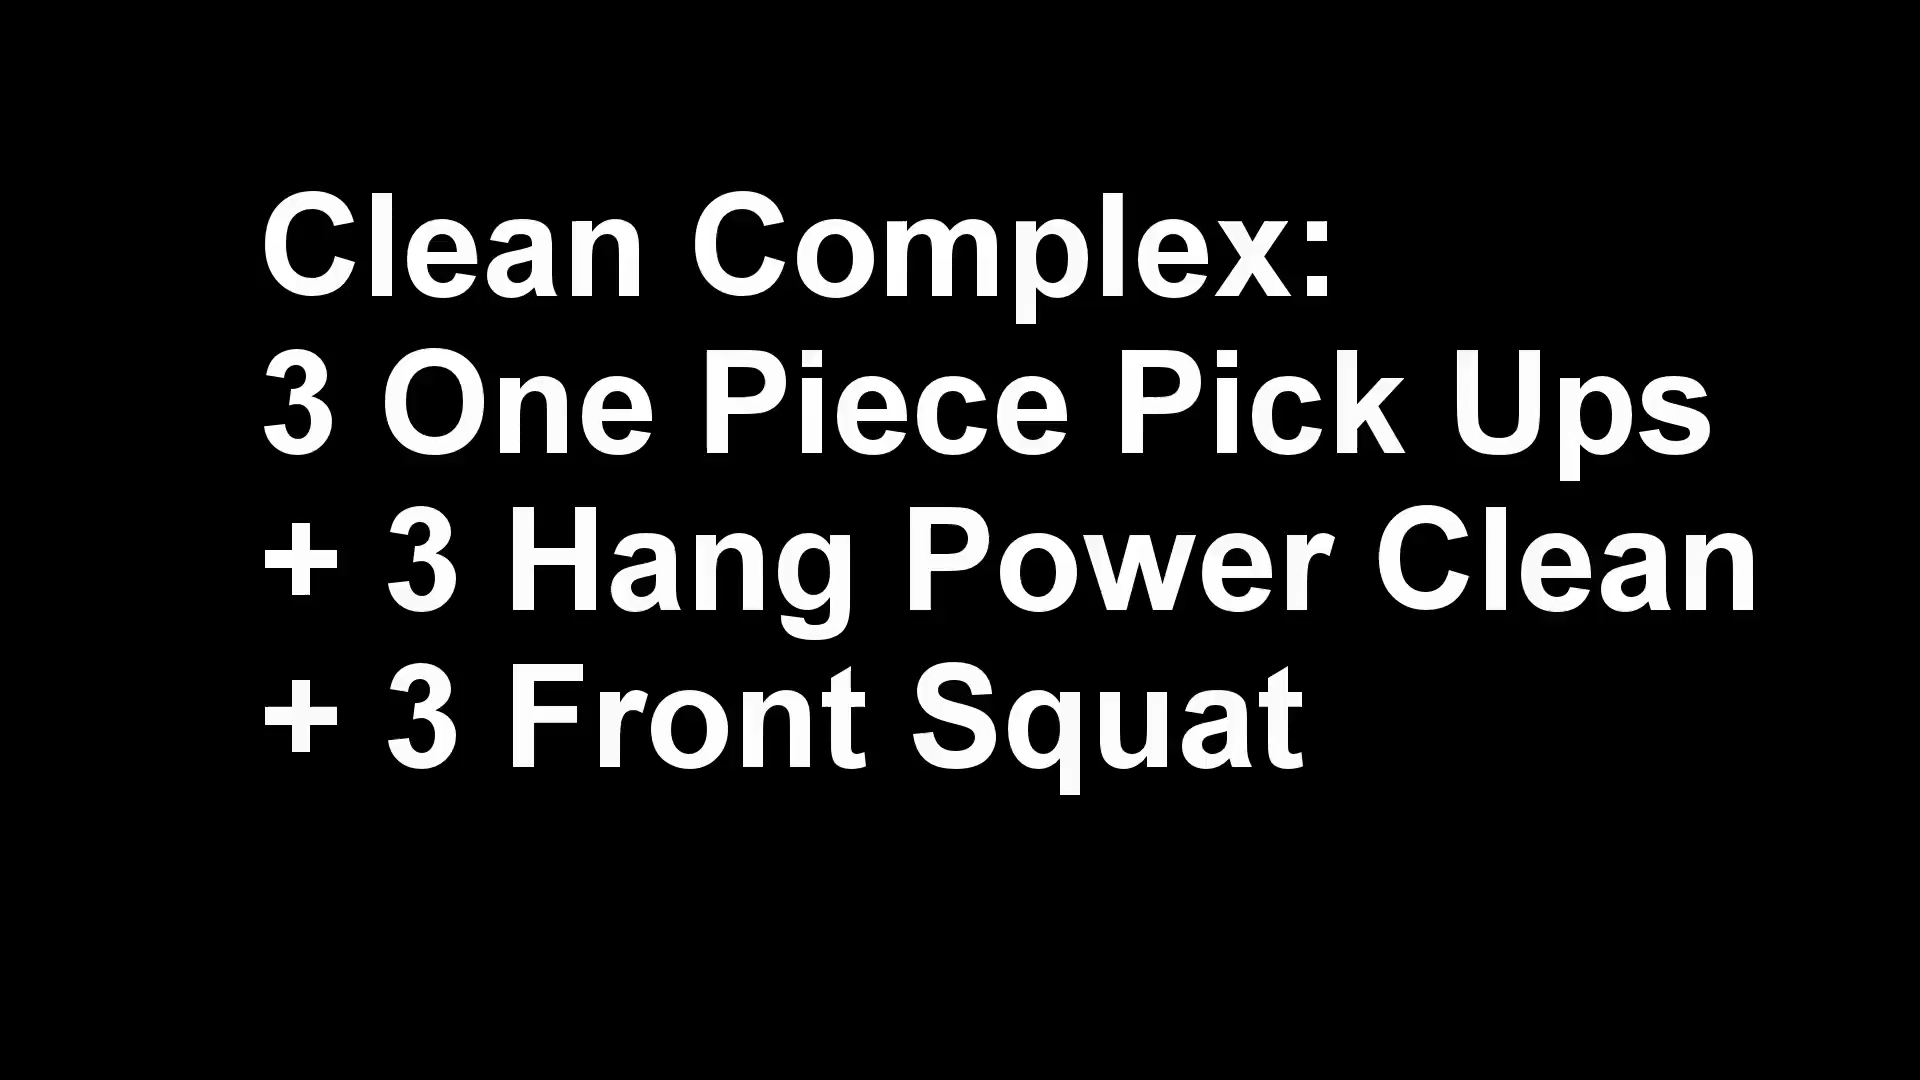 Clean Complex:
3 One Piece Pick Ups
+ 3 Hang Power Clean
+ 3 Front Squat